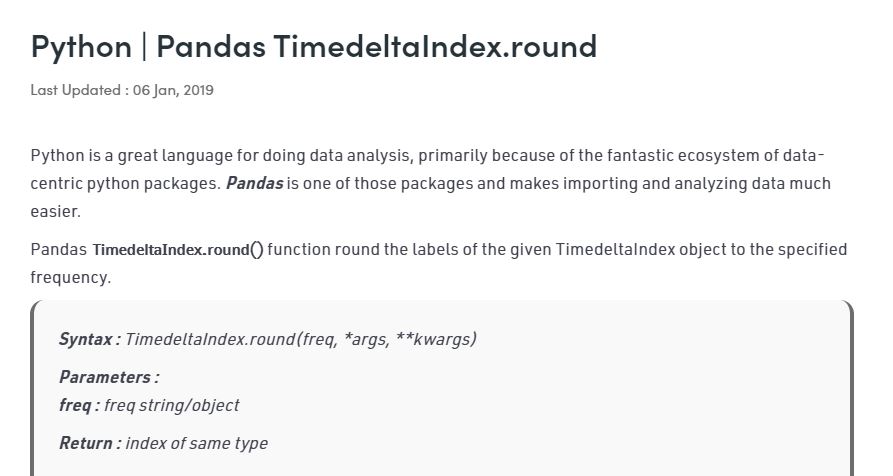 Python | Pandas TimedeltaIndex.round
Last Updated : 06 Jan, 2019
Python is a great language for doing data analysis, primarily because of the fantastic ecosystem of data-
centric python packages. Pandas is one of those packages and makes importing and analyzing data much
easier.
Pandas TimedeltaIndex.round() function round the labels of the given TimedeltaIndex object to the specified
frequency.
Syntax : TimedeltaIndex.round(freq, *args, **kwargs)
Parameters :
freq : freq string/object
Return : index of same type